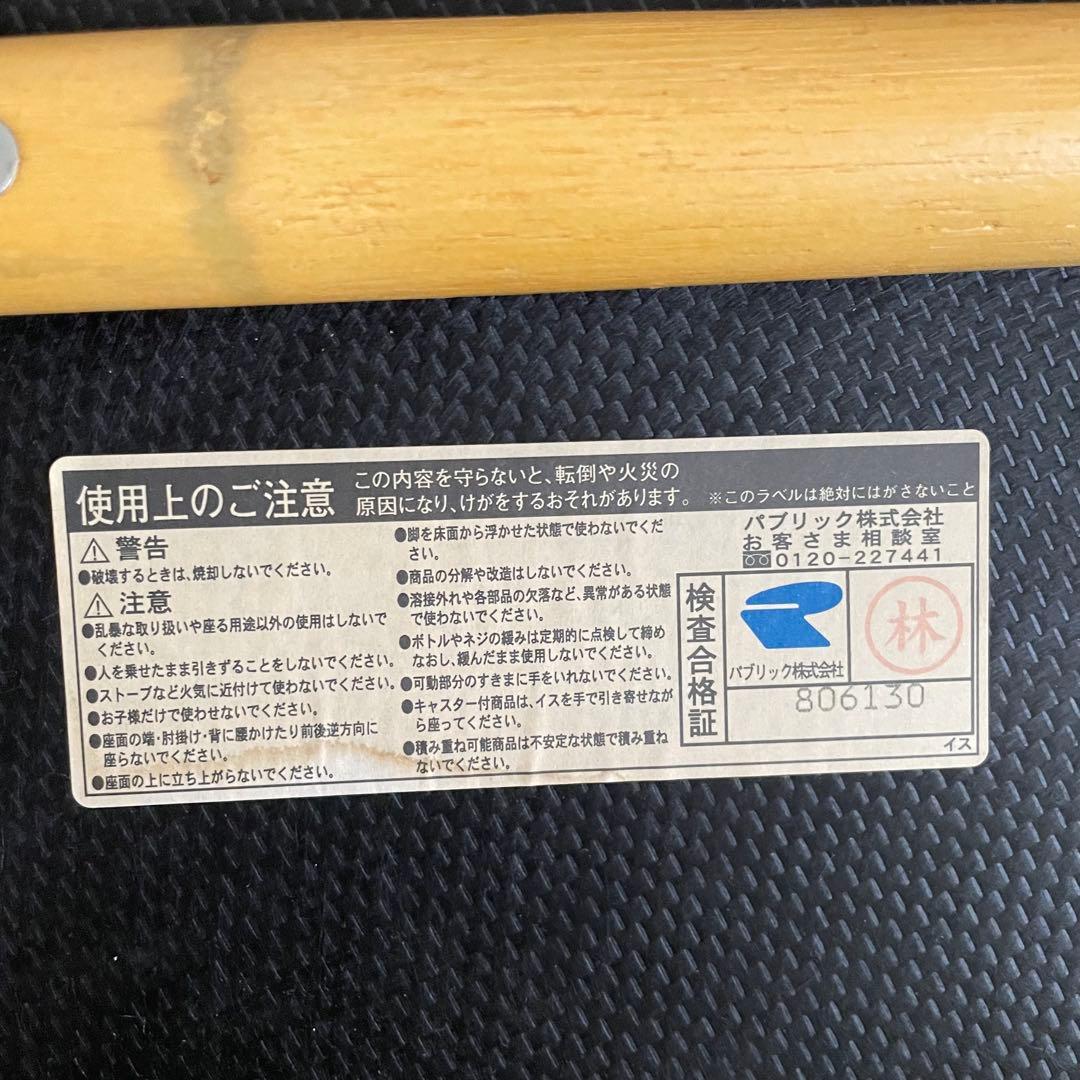 使用上のご注意
この内容を守らないと、転倒や火災の
原因になり、けがをするおそれがあります。
※このラベルは絶対にはがさないこと
警告
●破壊するときは、焼却しないでください。
注意
●乱暴な取り扱いや座る用途以外の使用はしないで
ください。
●人を乗せたまま引きずることをしないでください。
●ストーブなど火気に近付けて使わないでください。
●お子様だけで使わせないでください。
●座面の端・肘掛け・背に腰かけたり前後逆方向に
座らないでください。
●座面の上に立ち上がらないでください。
●脚を床面から浮かせた状態で使わないでくだ
さい。
●商品の分解や改造はしないでください。
●溶接外れや各部品の欠落など、異常がある状態
で使わないでください。
●ボトルやネジの緩みは定期的に点検して締め
なおし、緩んだまま使用しないでください。
●可動部分のすきまに手をいれないでください。
●キャスター付商品は、イスを手で引き寄せなが
ら座ってください。
●積み重ね可能商品は不安定な状態で積み重ね
ないでください。
パブリック株式会社
お客さま相談室
0120-227441
検査合格証
パブリック株式会社
林
806130
イス